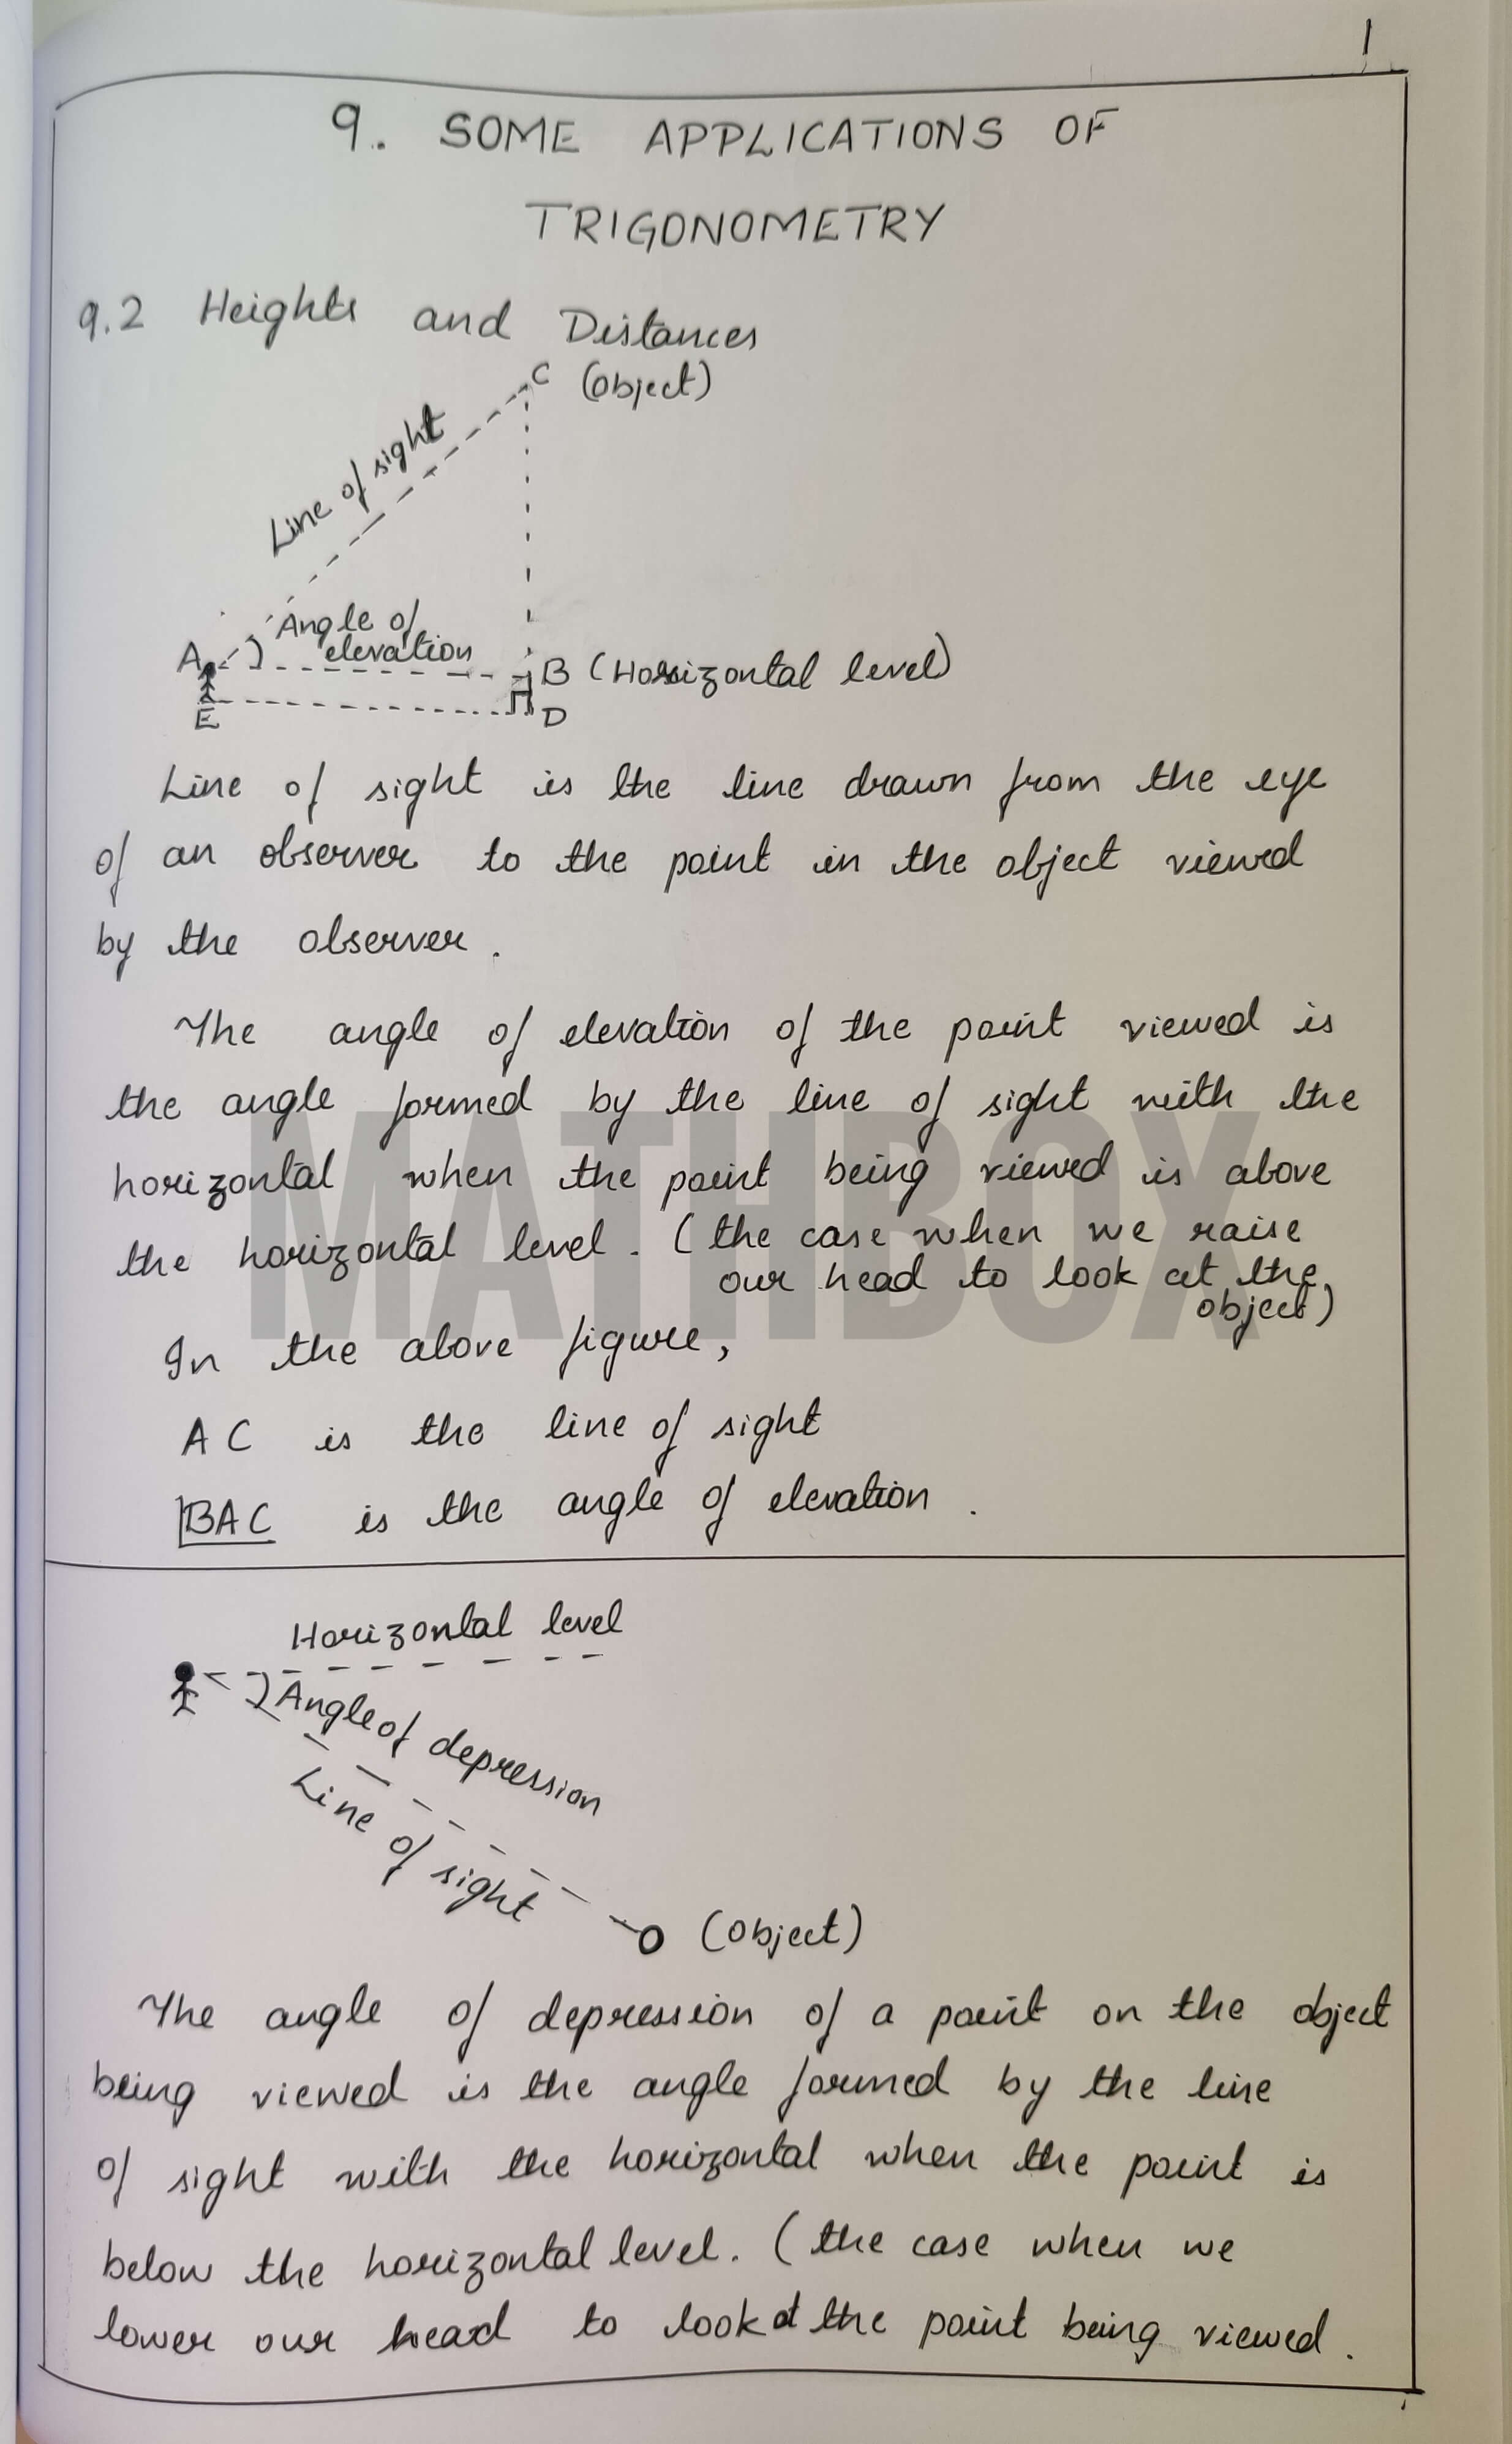 1
9. SOME APPLICATIONS OF
TRIGONOMETRY
9.2 Heights and Distances
C (Object)
Line of sight
Angle of
elevation
A
B (Horizontal level)
E
D
Line of sight is the line drawn from the eye
of an observer to the point in the object viewed
by the observer.
The angle of elevation of the point viewed is
the angle formed by the line of sight with the
horizontal when the point being viewed is above
the horizontal level. (the case when we raise
our head to look at the
object)
In the above figure,
AC is the line of sight
∠BAC is the angle of elevation.
Horizontal level
Angle of depression
Line of sight
(Object)
The angle of depression of a point on the object
being viewed is the angle formed by the line
of sight with the horizontal when the point is
below the horizontal level. (the case when we
lower our head to look at the point being viewed.
MATHBOX